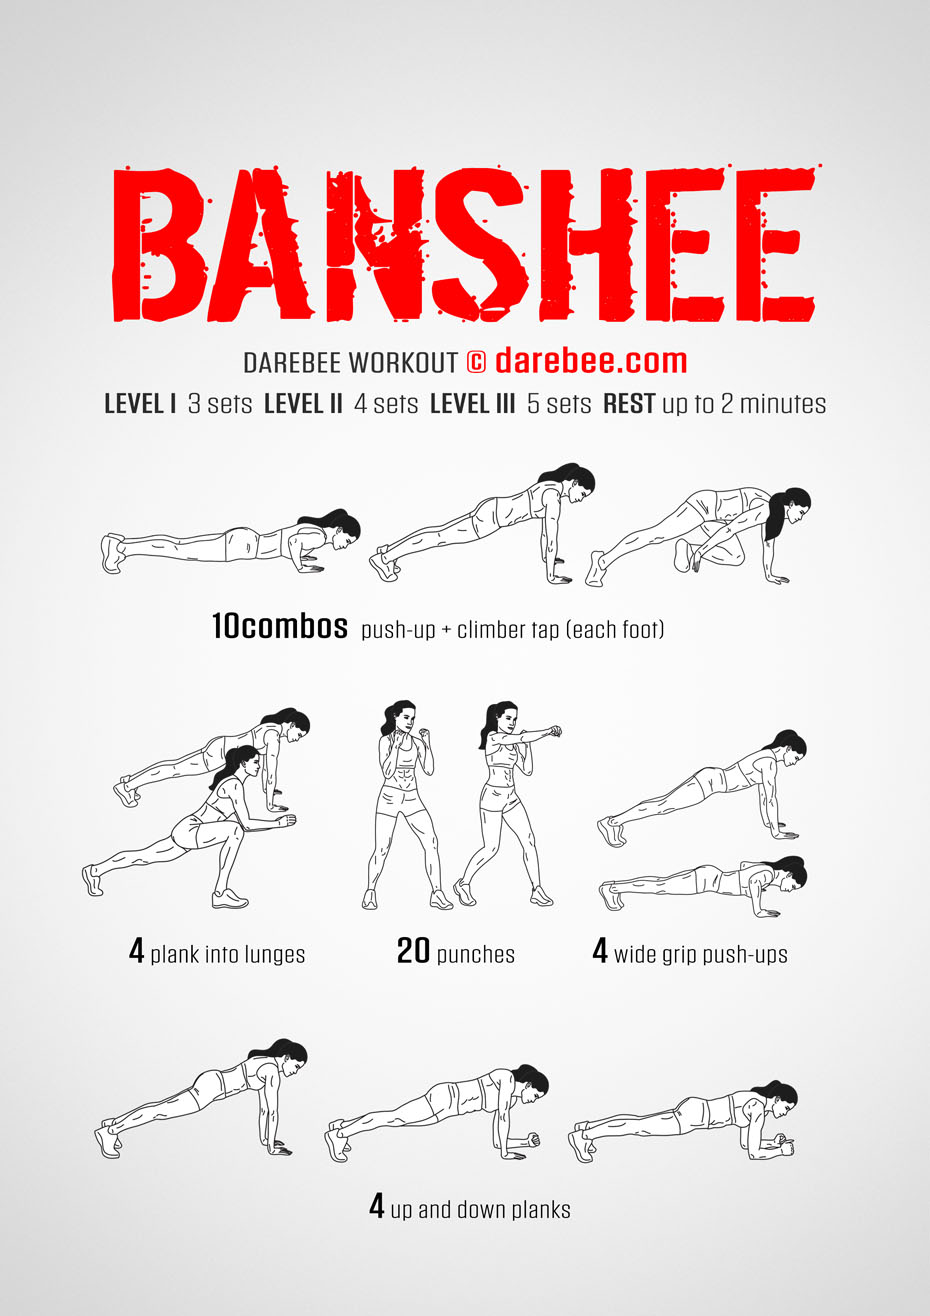 BANSHEE
DAREBEE WORKOUT © darebee.com
LEVEL I 3 sets LEVEL II 4 sets LEVEL III 5 sets REST up to 2 minutes
10combos push-up + climber tap (each foot)
4 plank into lunges
20 punches
4 wide grip push-ups
4 up and down planks